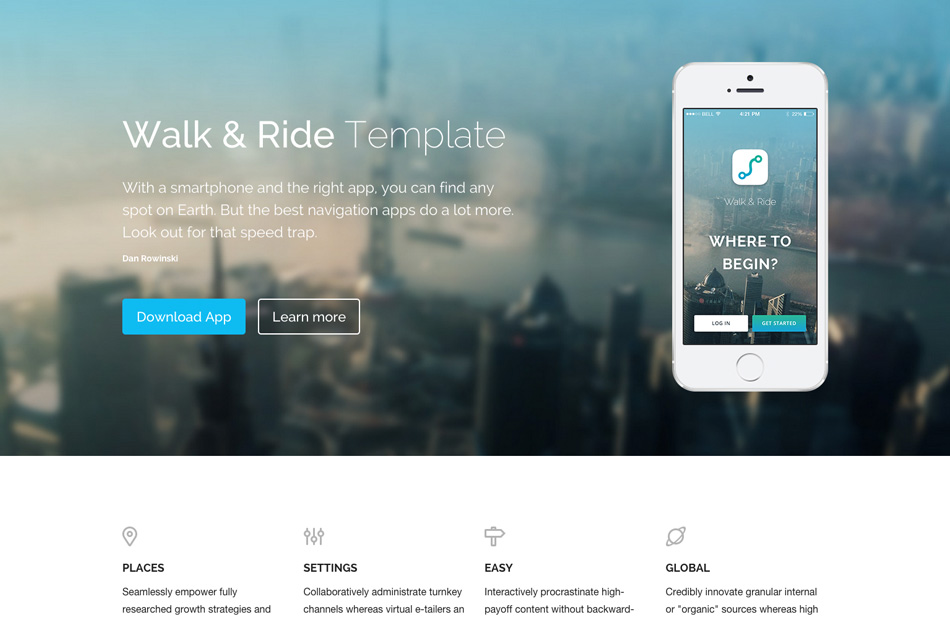 Walk & Ride Template
With a smartphone and the right app, you can find any
spot on Earth. But the best navigation apps do a lot more.
Look out for that speed trap.
Dan Rowinski
Download App
Learn more
BELL
4:21 PM
22%
Walk & Ride
WHERE TO
BEGIN?
LOG IN
GET STARTED
PLACES
Seamlessly empower fully
researched growth strategies and
SETTINGS
Collaboratively administrate turnkey
channels whereas virtual e-tailers an
EASY
Interactively procrastinate high-
payoff content without backward-
GLOBAL
Credibly innovate granular internal
or "organic" sources whereas high